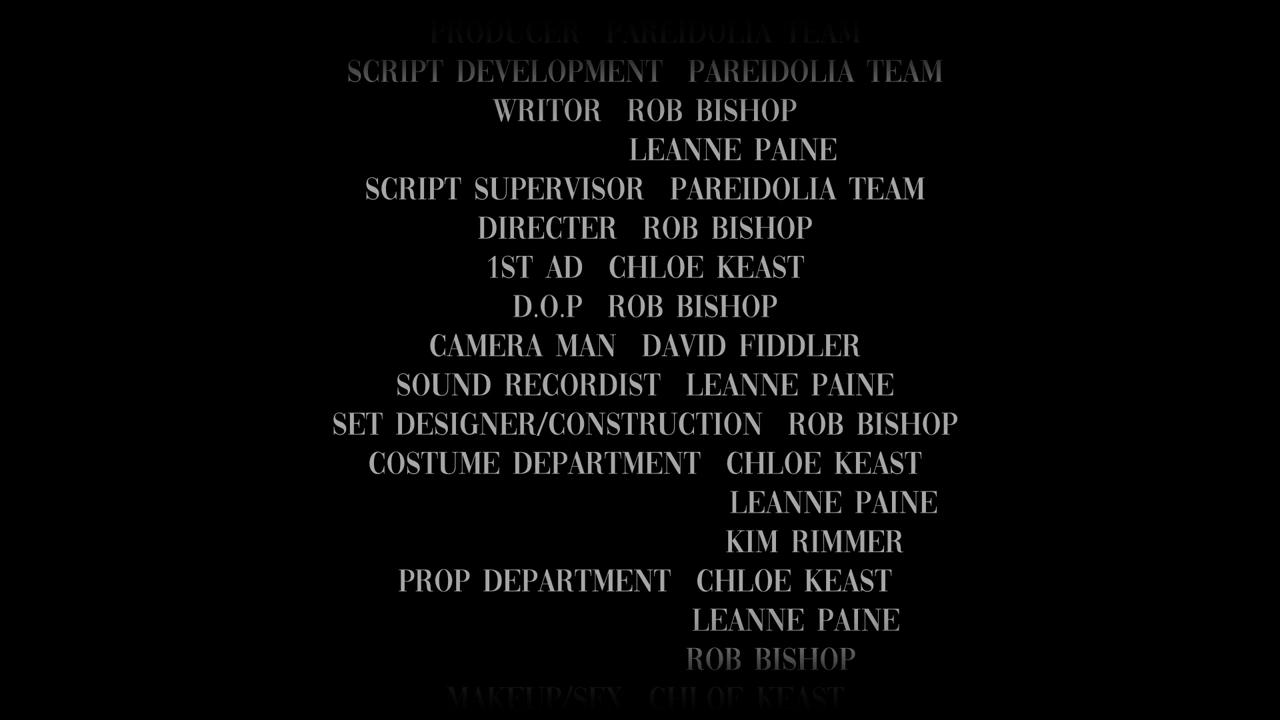 PRODUCER PAREIDOLIA TEAM
SCRIPT DEVELOPMENT PAREIDOLIA TEAM
WRITOR ROB BISHOP
LEANNE PAINE
SCRIPT SUPERVISOR PAREIDOLIA TEAM
DIRECTER ROB BISHOP
1ST AD CHLOE KEAST
D.O.P ROB BISHOP
CAMERA MAN DAVID FIDDLER
SOUND RECORDIST LEANNE PAINE
SET DESIGNER/CONSTRUCTION ROB BISHOP
COSTUME DEPARTMENT CHLOE KEAST
LEANNE PAINE
KIM RIMMER
PROP DEPARTMENT CHLOE KEAST
LEANNE PAINE
ROB BISHOP
MAKEUP/SFX CHLOE KEAST